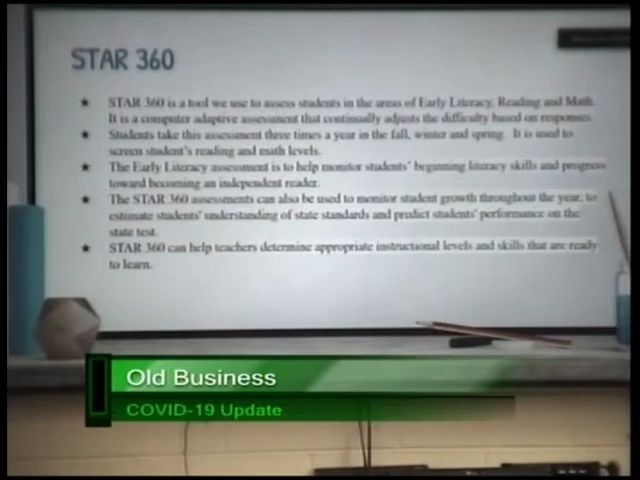 STAR 360
★ STAR 360 is a tool we use to assess students in the areas of Early Literacy, Reading and Math.
It is a computer adaptive assessment that continually adjusts the difficulty based on responses.
★ Students take this assessment three times a year in the fall, winter and spring. It is used to
screen student's reading and math levels.
★ The Early Literacy assessment is to help monitor students' beginning literacy skills and progress
toward becoming an independent reader.
★ The STAR 360 assessments can also be used to monitor student growth throughout the year, to
estimate students' understanding of state standards and predict students' performance on the
state test.
★ STAR 360 can help teachers determine appropriate instructional levels and skills that are ready
to learn.
Old Business
COVID-19 Update